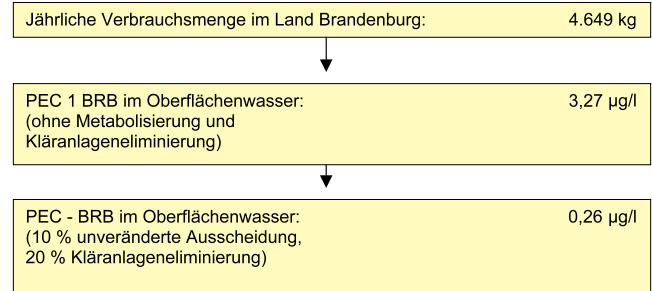 Jährliche Verbrauchsmenge im Land Brandenburg: 4.649 kg
PEC 1 BRB im Oberflächenwasser: 3,27 µg/l
(ohne Metabolisierung und
Kläranlageneliminierung)
PEC - BRB im Oberflächenwasser: 0,26 µg/l
(10 % unveränderte Ausscheidung,
20 % Kläranlageneliminierung)